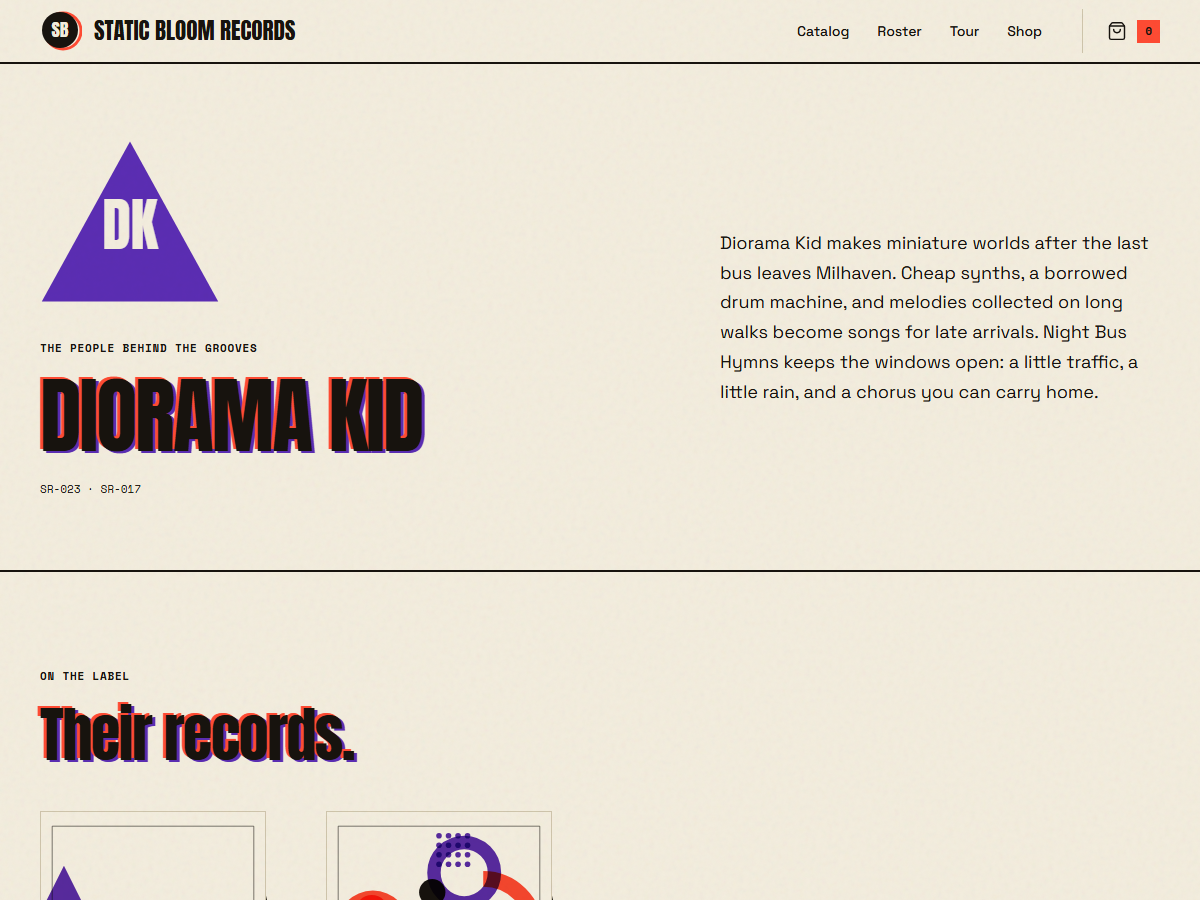 SB STATIC BLOOM RECORDS
Catalog Roster Tour Shop 0
DK
THE PEOPLE BEHIND THE GROOVES
DIORAMA KID
SR-023 · SR-017
Diorama Kid makes miniature worlds after the last
bus leaves Milhaven. Cheap synths, a borrowed
drum machine, and melodies collected on long
walks become songs for late arrivals. Night Bus
Hymns keeps the windows open: a little traffic, a
little rain, and a chorus you can carry home.
ON THE LABEL
Their records.